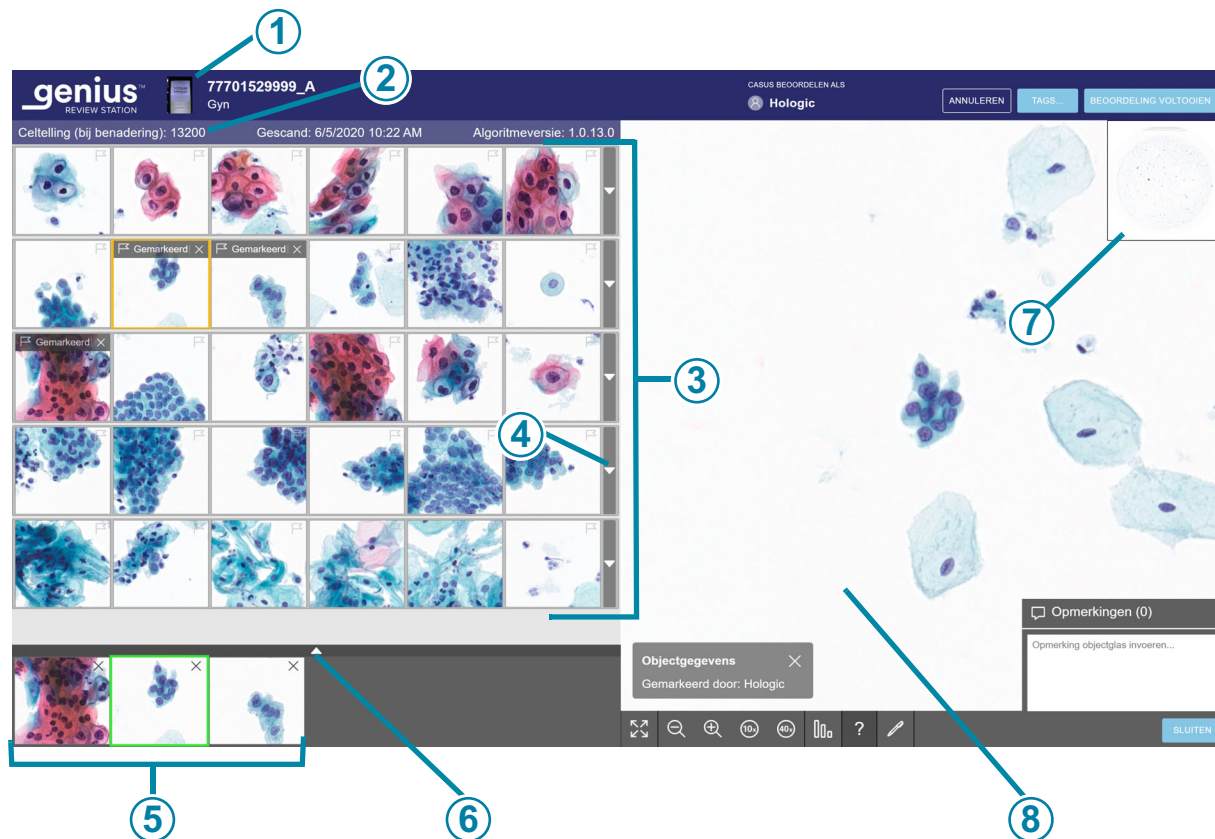 1
2
genius™
REVIEW STATION
77701529999_A
Gyn
CASUS BEOORDELEN ALS
Hologic
ANNULEREN
TAGS...
BEOORDELING VOLTOOIEN
Celtelling (bij benadering): 13200
Gescand: 6/5/2020 10:22 AM
Algoritmeversie: 1.0.13.0
Gemarkeerd
Gemarkeerd
Gemarkeerd
7
3
4
Opmerkingen (0)
Opmerking objectglas invoeren...
Objectgegevens
Gemarkeerd door: Hologic
10x
40x
?
SLUITEN
5
6
8